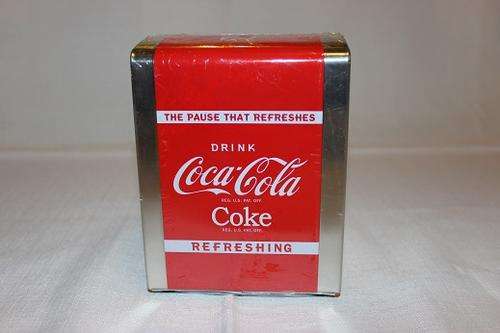 THE PAUSE THAT REFRESHES
DRINK
Coca-Cola
REG. U.S. PAT. OFF.
Coke
REG. U.S. PAT. OFF.
REFRESHING